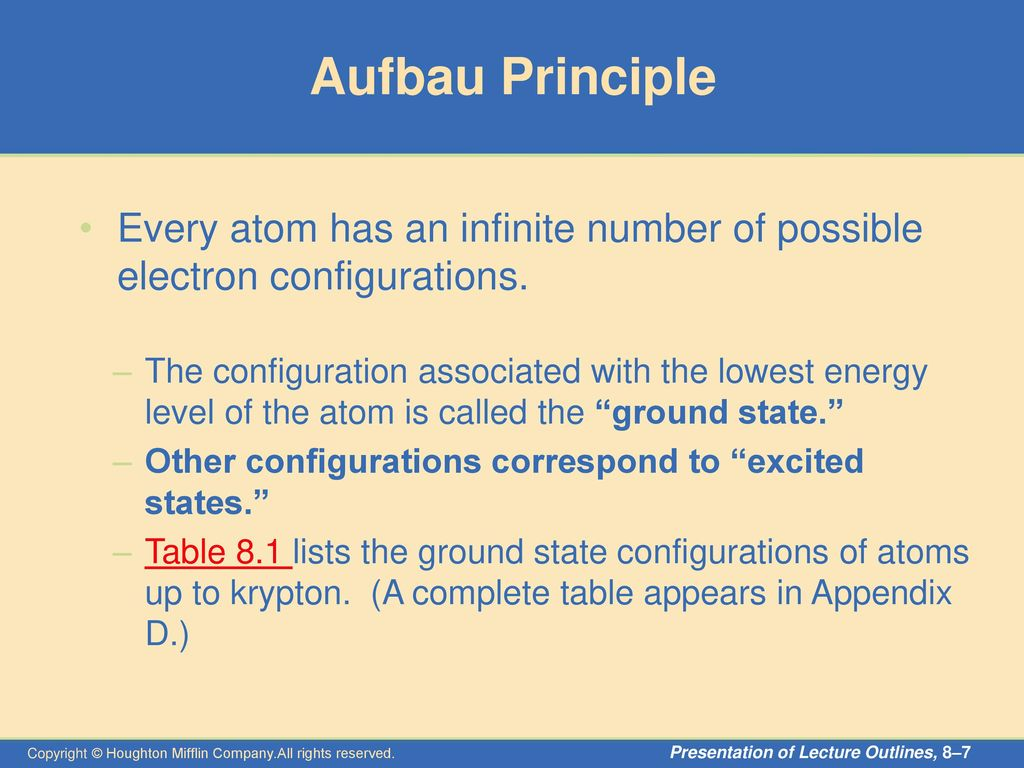 Aufbau Principle
• Every atom has an infinite number of possible
electron configurations.
– The configuration associated with the lowest energy
level of the atom is called the “ground state.”
– Other configurations correspond to “excited
states.”
– Table 8.1 lists the ground state configurations of atoms
up to krypton. (A complete table appears in Appendix
D.)
Copyright © Houghton Mifflin Company.All rights reserved.
Presentation of Lecture Outlines, 8–7